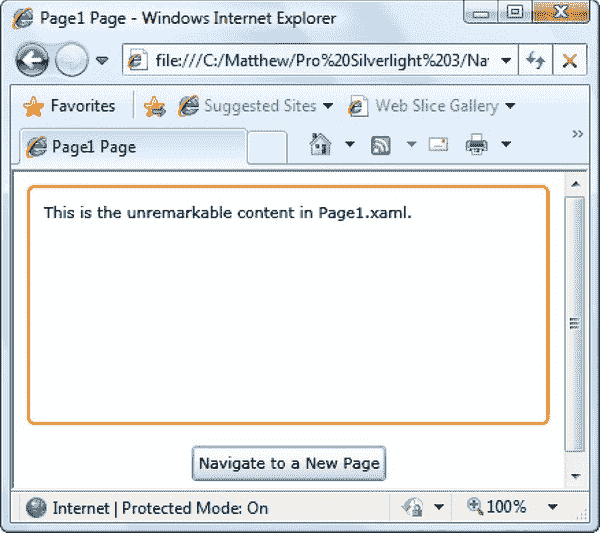 Page1 Page - Windows Internet Explorer
file:///C:/Matthew/Pro%20Silverlight%203/Na
Favorites Suggested Sites Web Slice Gallery
Page1 Page
This is the unremarkable content in Page1.xaml.
Navigate to a New Page
Internet | Protected Mode: On 100%